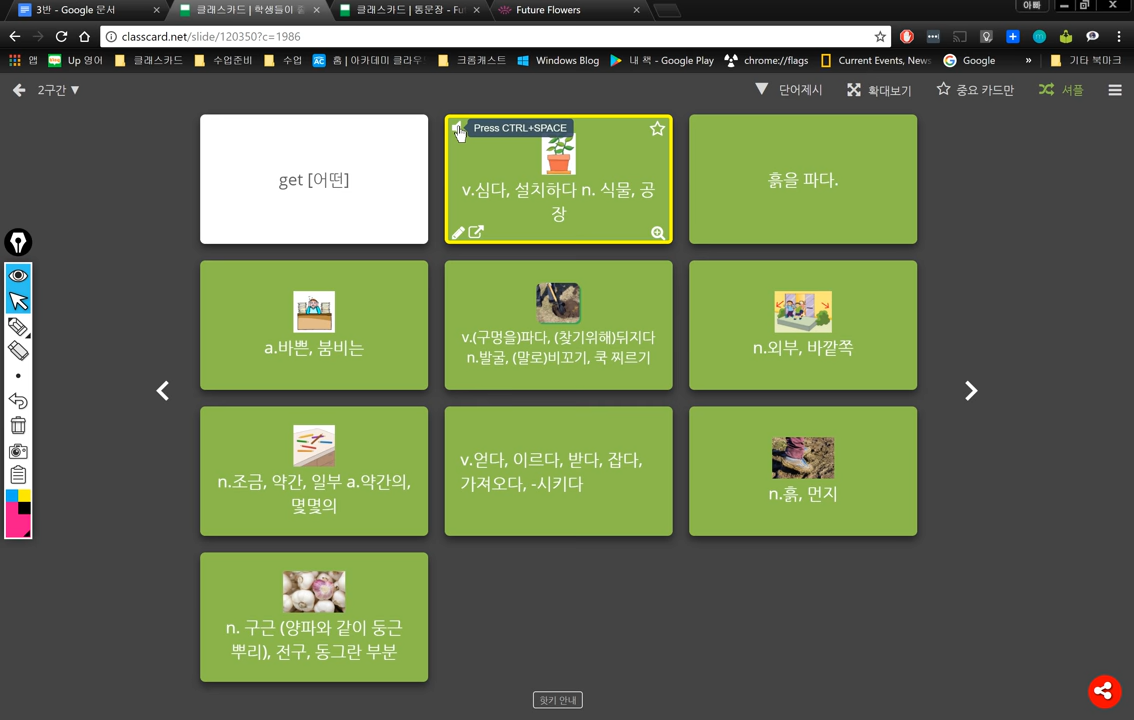 3반 - Google 문서
클래스카드 | 학생들이
클래스카드 | 통문장 - Fu
Future Flowers
아빠
classcard.net/slide/120350?c=1986
앱
Up 영어
클래스카드
수업준비
수업
홈 | 아카데미 클라우
크롬캐스트
Windows Blog
내 책 - Google Play
chrome://flags
Current Events, News
Google
»
기타 북마크
2구간 ▼
단어제시
확대보기
중요 카드만
셔플
get [어떤]
Press CTRL+SPACE
v.심다, 설치하다 n. 식물, 공
장
흙을 파다.
a.바쁜, 붐비는
v.(구멍을)파다, (찾기위해)뒤지다
n.발굴, (말로)비꼬기, 쿡 찌르기
n.외부, 바깥쪽
n.조금, 약간, 일부 a.약간의,
몇몇의
v.얻다, 이르다, 받다, 잡다,
가져오다, -시키다
n.흙, 먼지
n. 구근 (양파와 같이 둥근
뿌리), 전구, 동그란 부분
핫키 안내